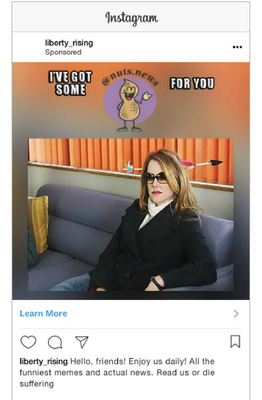 Instagram
liberty_rising
Sponsored
I'VE GOT SOME
@nuts.news
FOR YOU
Learn More
liberty_rising Hello, friends! Enjoy us daily! All the
funniest memes and actual news. Read us or die
suffering